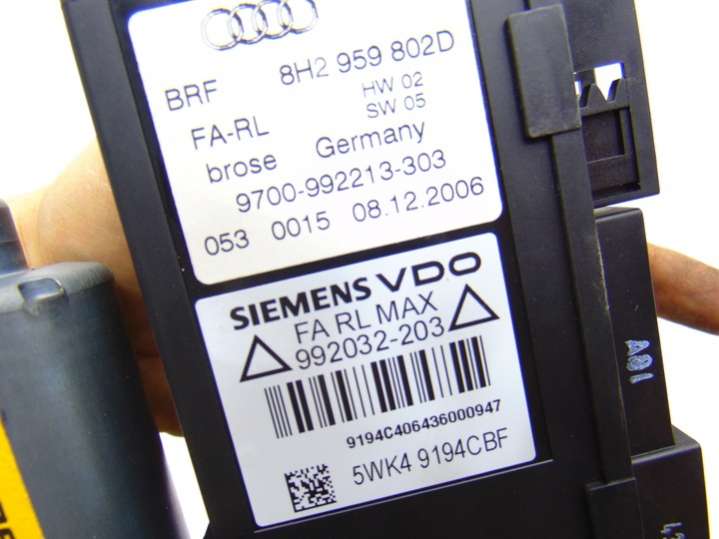 BRF 8H2 959 802D
HW 02
FA-RL SW 05
brose Germany
9700-992213-303
053 0015 08.12.2006
SIEMENS VDO
FA RL MAX
992032-203
9194C406436000947
5WK4 9194CBF